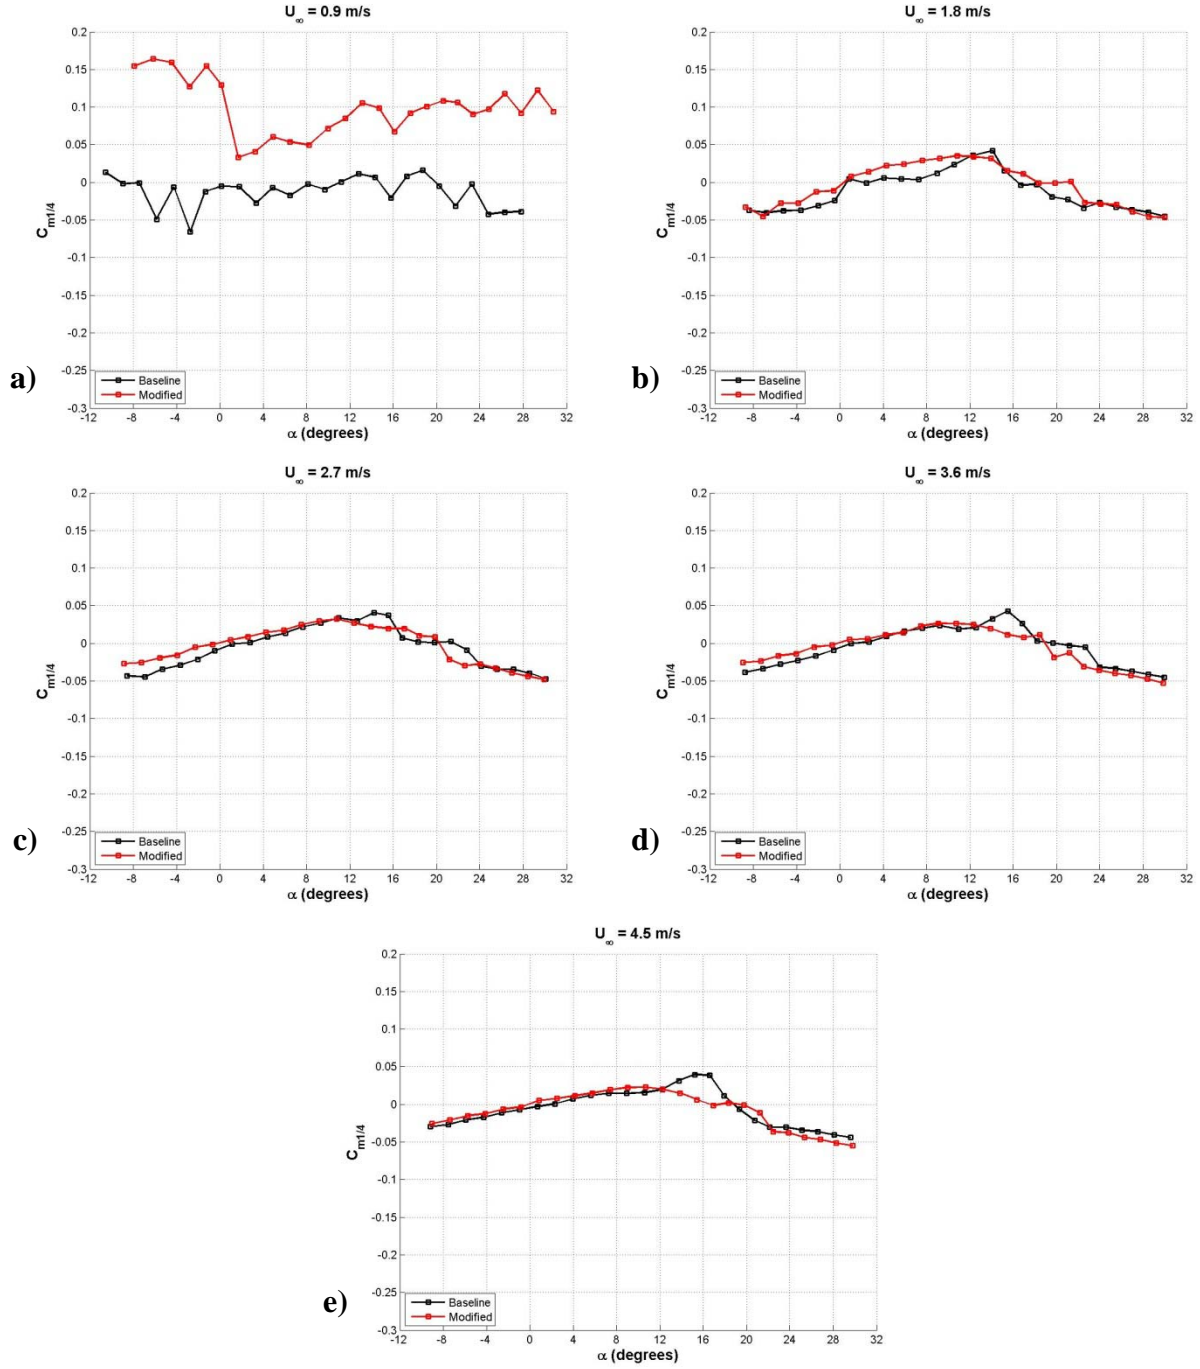 U∞ = 0.9 m/s
0.2
0.15
0.1
0.05
0
-0.05
-0.1
-0.15
-0.2
-0.25
-0.3
Cm1/4
a)
Baseline
Modified
-12 -8 -4 0 4 8 12 16 20 24 28 32
α (degrees)
U∞ = 1.8 m/s
0.2
0.15
0.1
0.05
0
-0.05
-0.1
-0.15
-0.2
-0.25
-0.3
Cm1/4
b)
Baseline
Modified
-12 -8 -4 0 4 8 12 16 20 24 28 32
α (degrees)
U∞ = 2.7 m/s
0.2
0.15
0.1
0.05
0
-0.05
-0.1
-0.15
-0.2
-0.25
-0.3
Cm1/4
c)
Baseline
Modified
-12 -8 -4 0 4 8 12 16 20 24 28 32
α (degrees)
U∞ = 3.6 m/s
0.2
0.15
0.1
0.05
0
-0.05
-0.1
-0.15
-0.2
-0.25
-0.3
Cm1/4
d)
Baseline
Modified
-12 -8 -4 0 4 8 12 16 20 24 28 32
α (degrees)
U∞ = 4.5 m/s
0.2
0.15
0.1
0.05
0
-0.05
-0.1
-0.15
-0.2
-0.25
-0.3
Cm1/4
e)
Baseline
Modified
-12 -8 -4 0 4 8 12 16 20 24 28 32
α (degrees)